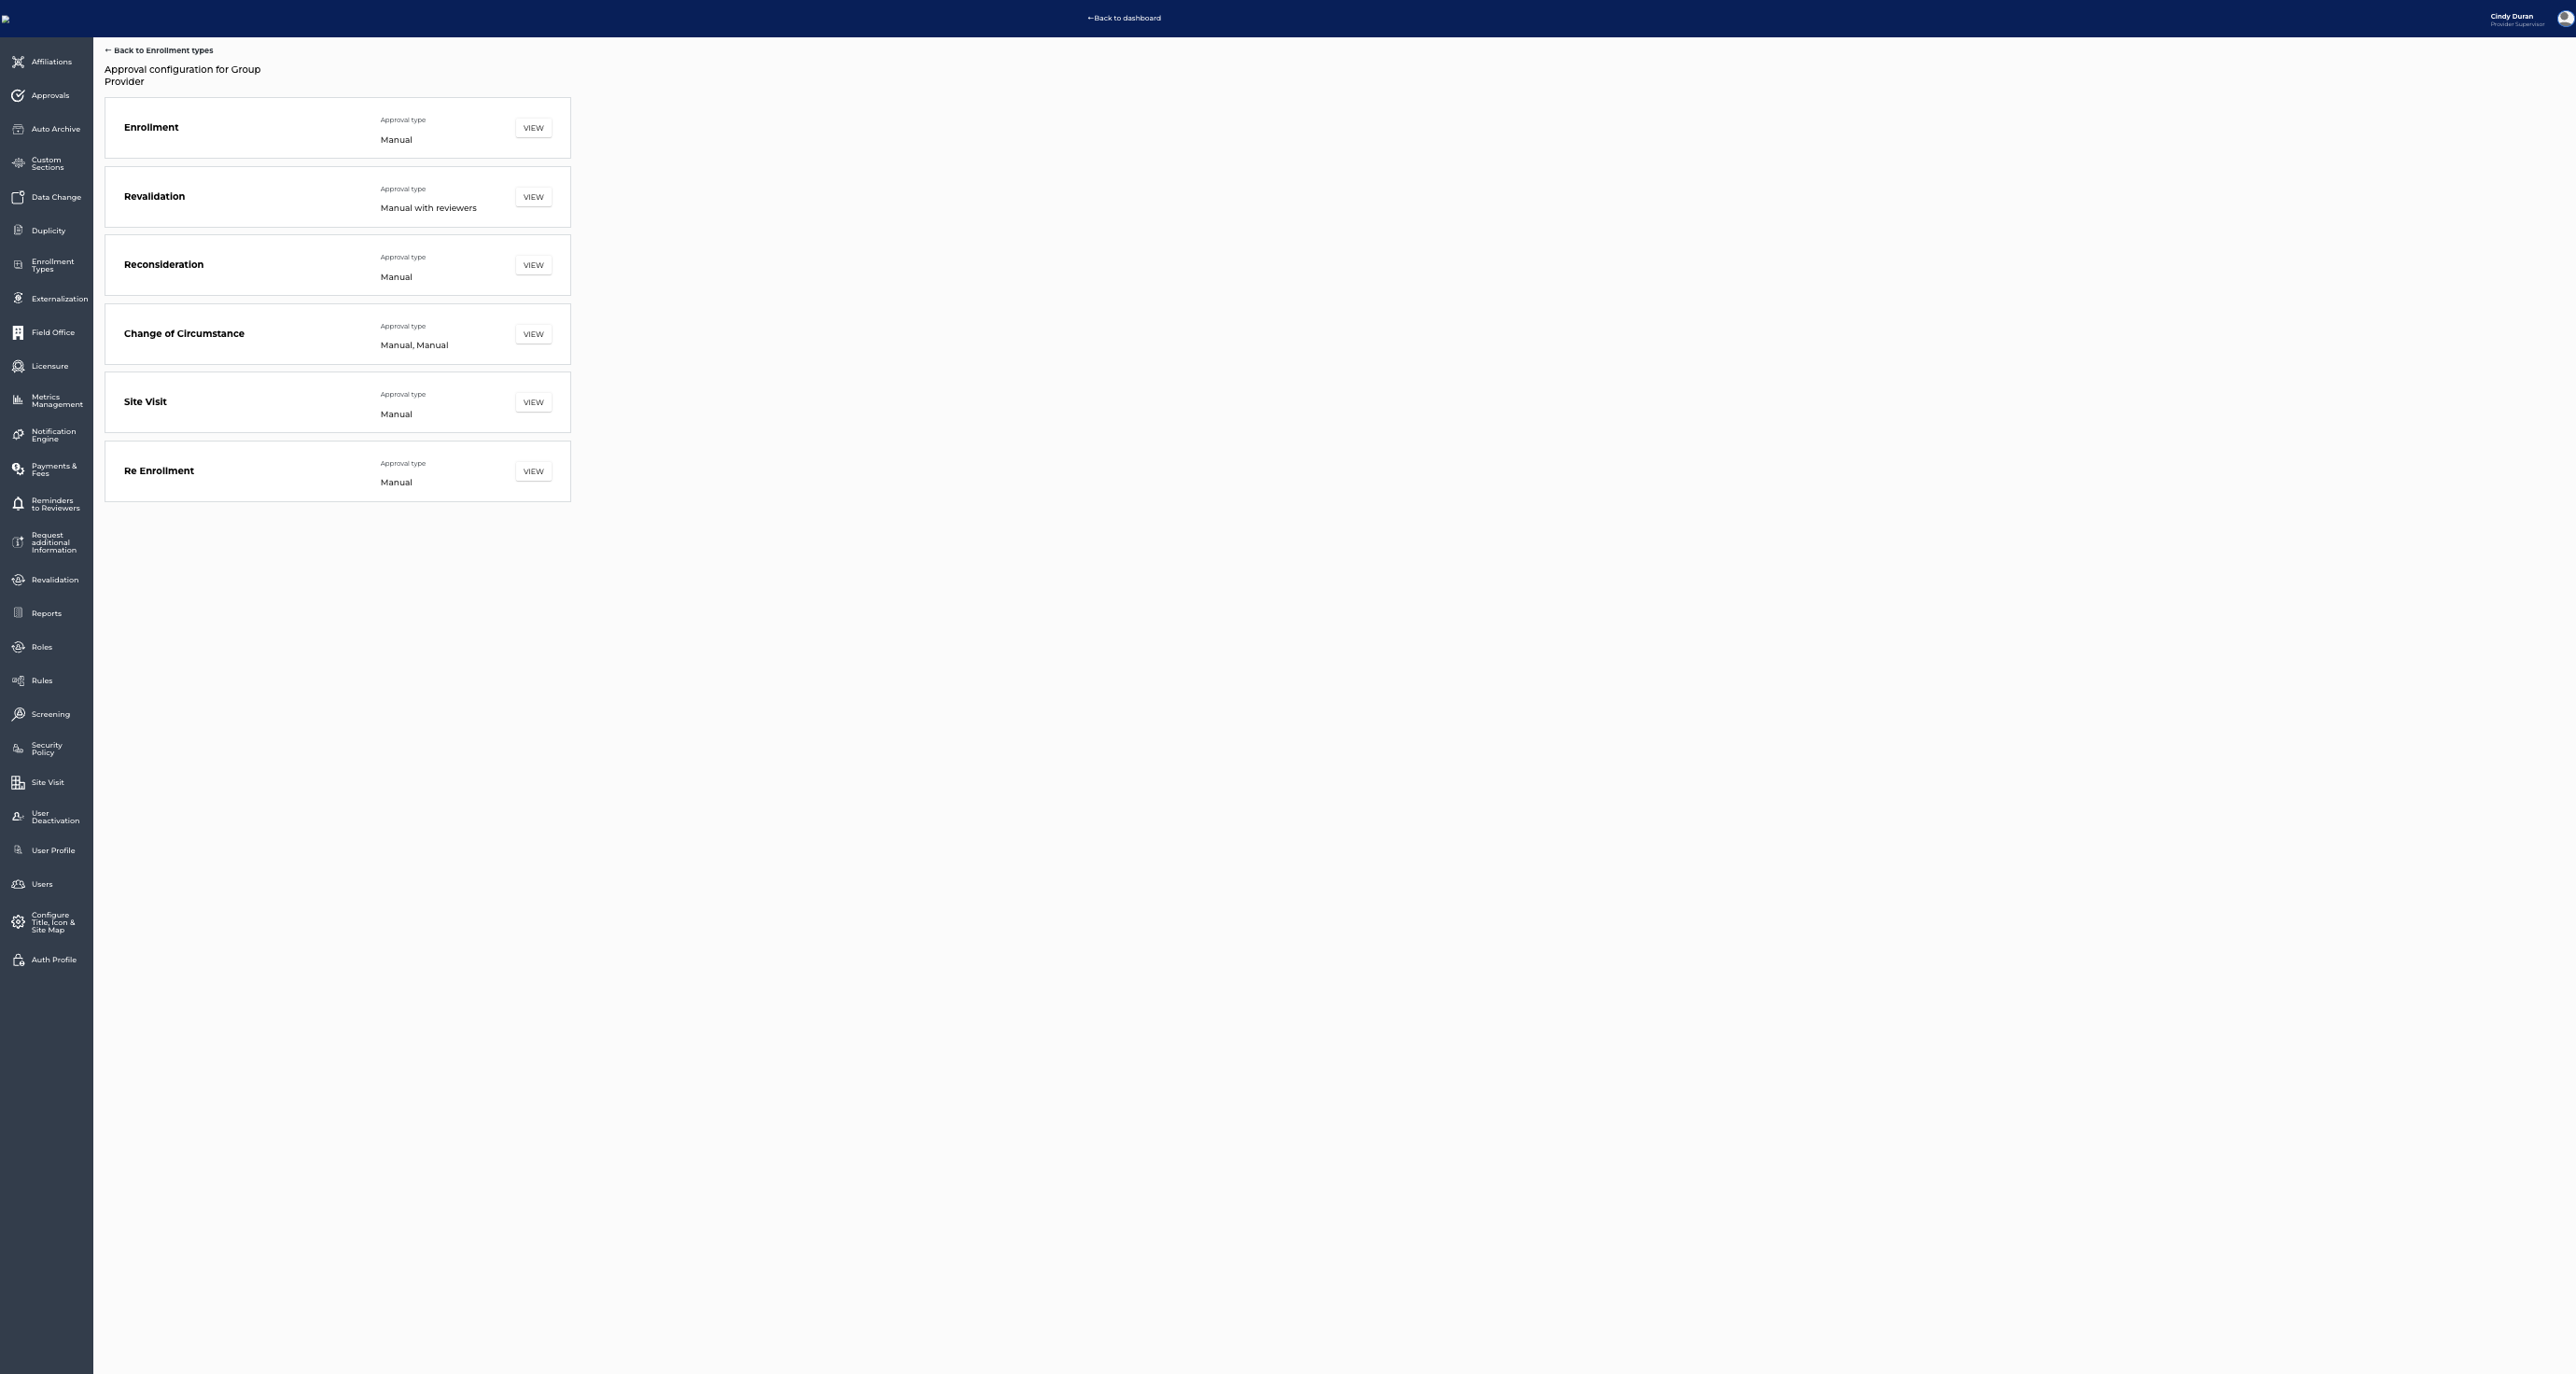 ←Back to dashboard
Cindy Duran
Provider Supervisor
Affiliations
Approvals
Auto Archive
Custom
Sections
Data Change
Duplicity
Enrollment
Types
Externalization
Field Office
Licensure
Metrics
Management
Notification
Engine
Payments &
Fees
Reminders
to Reviewers
Request
additional
Information
Revalidation
Reports
Roles
Rules
Screening
Security
Policy
Site Visit
User
Deactivation
User Profile
Users
Configure
Title, Icon &
Site Map
Auth Profile
← Back to Enrollment types
Approval configuration for Group
Provider
Enrollment
Approval type
Manual
VIEW
Revalidation
Approval type
Manual with reviewers
VIEW
Reconsideration
Approval type
Manual
VIEW
Change of Circumstance
Approval type
Manual, Manual
VIEW
Site Visit
Approval type
Manual
VIEW
Re Enrollment
Approval type
Manual
VIEW